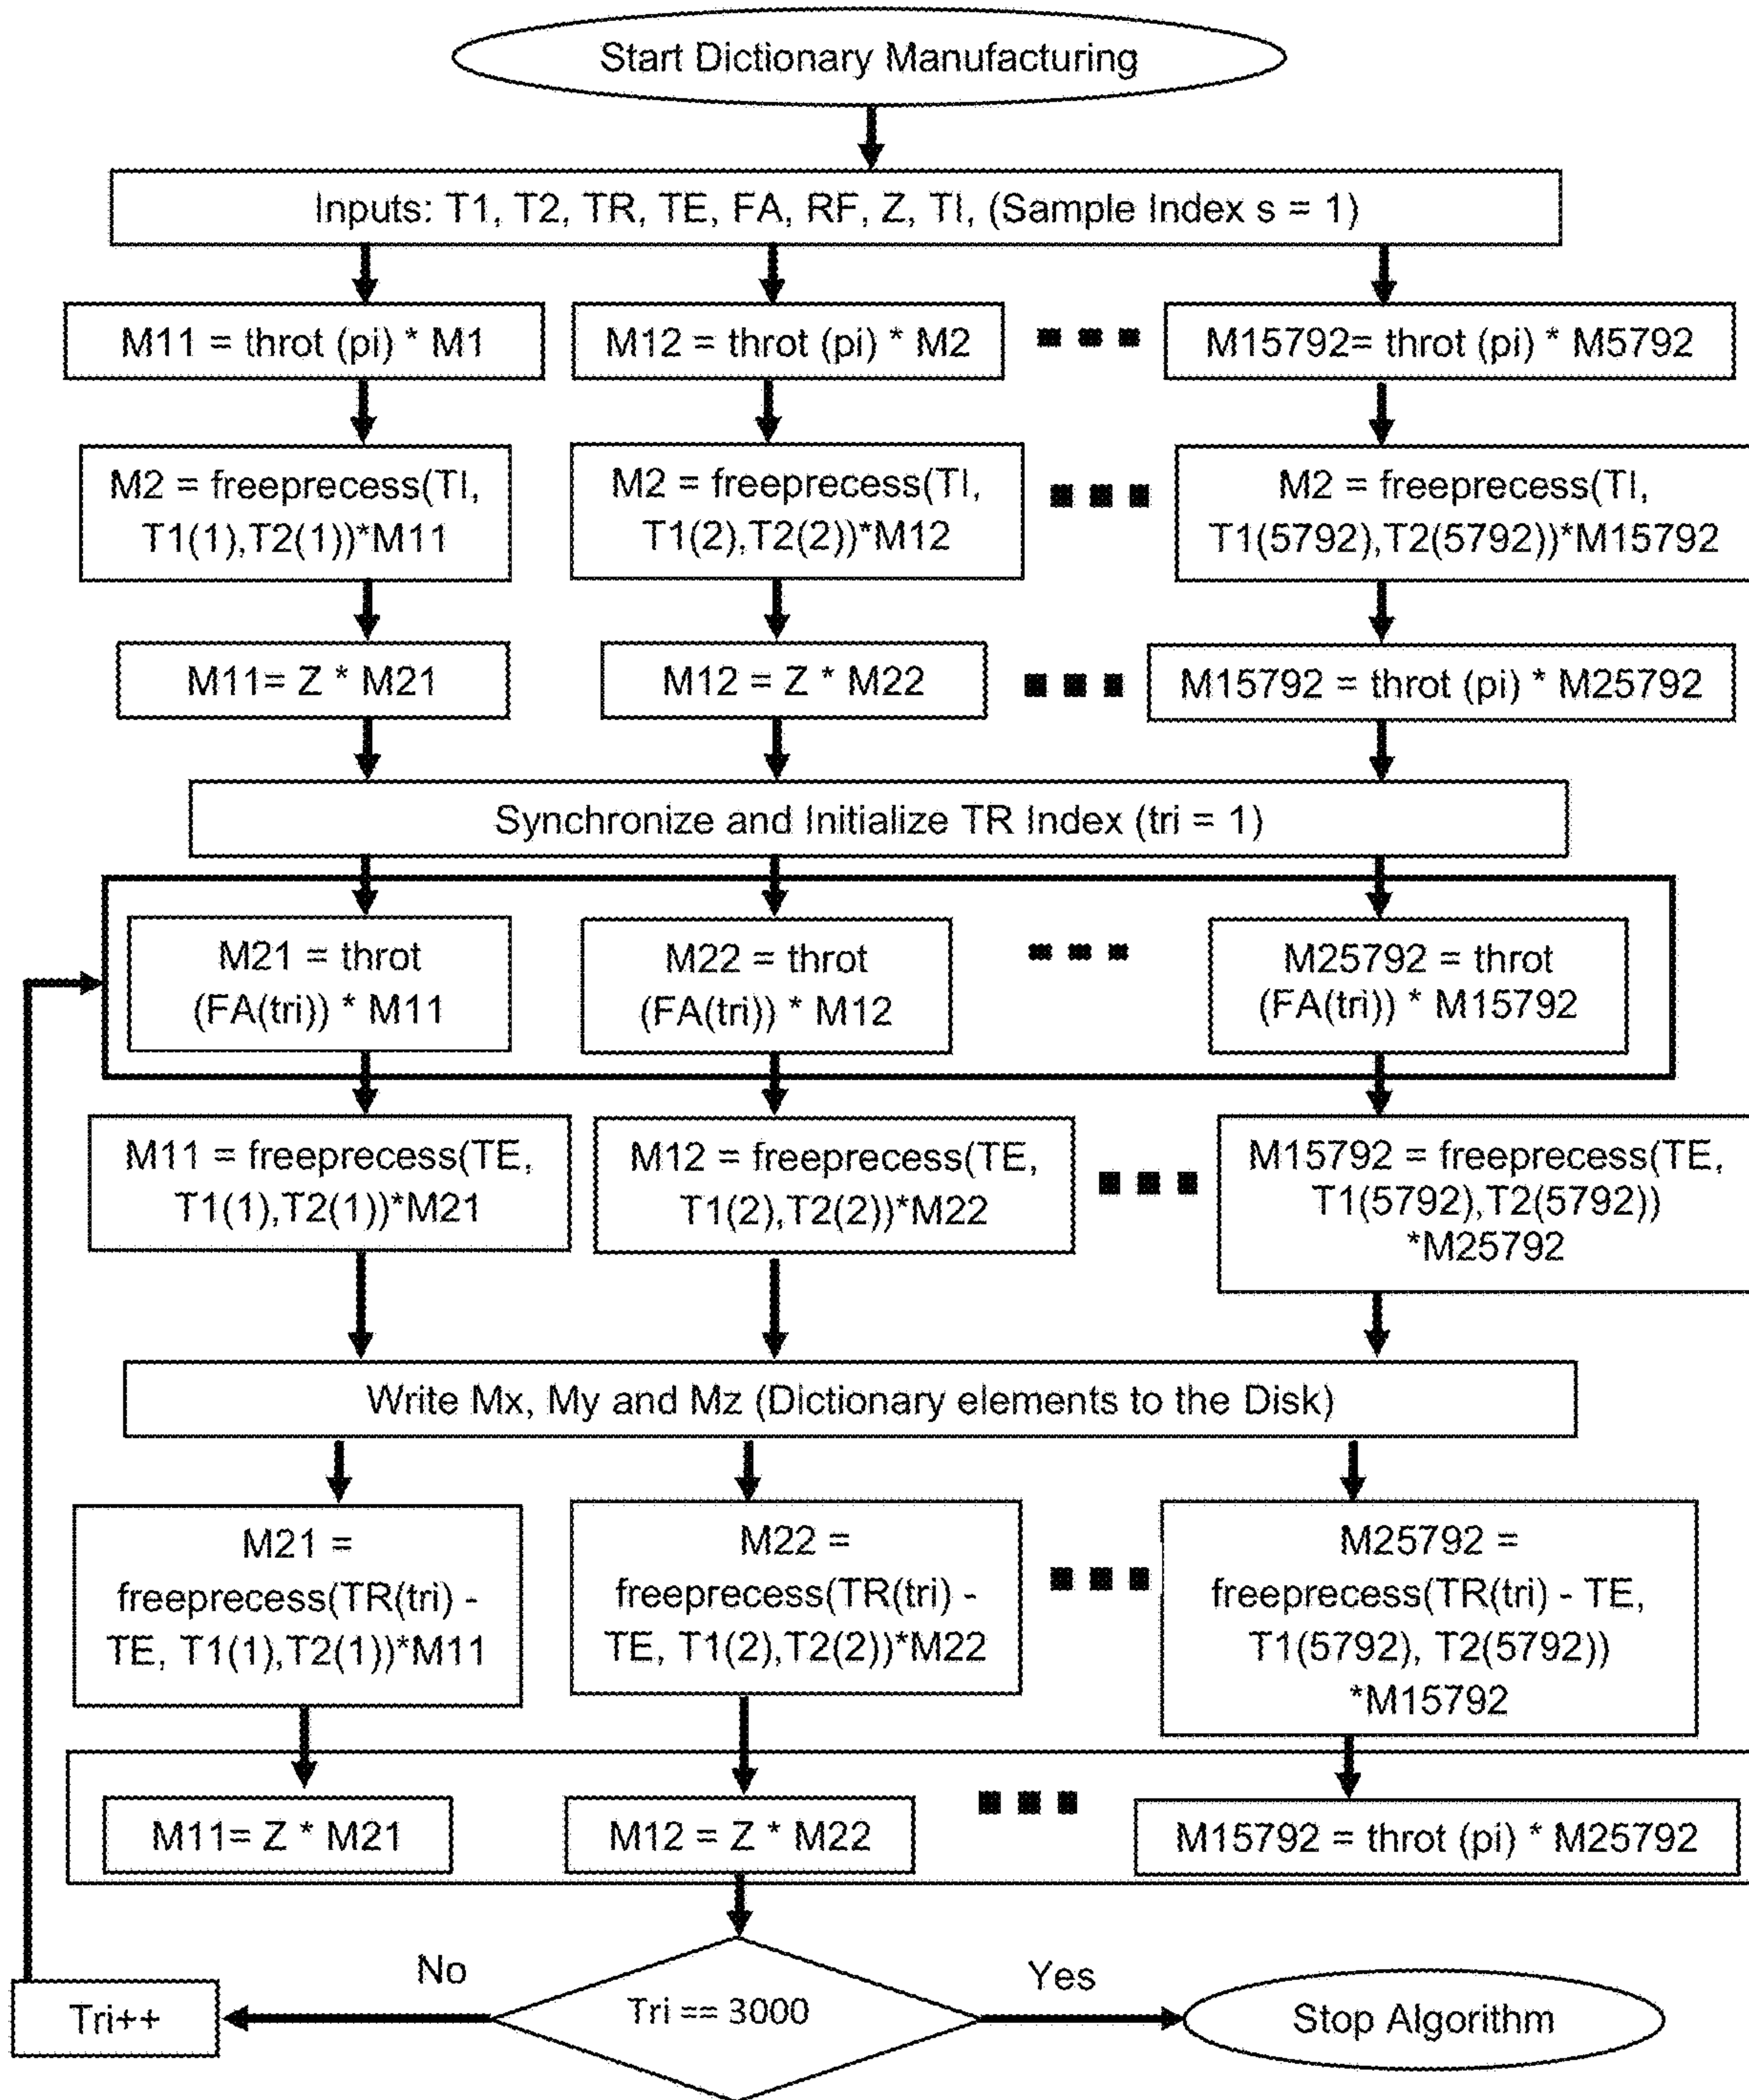 Start Dictionary Manufacturing
Inputs: T1, T2, TR, TE, FA, RF, Z, TI, (Sample Index s = 1)
M11 = throt (pi) * M1
M12 = throt (pi) * M2
M15792= throt (pi) * M5792
M2 = freeprecess(TI,
T1(1),T2(1))*M11
M2 = freeprecess(TI,
T1(2),T2(2))*M12
M2 = freeprecess(TI,
T1(5792),T2(5792))*M15792
M11= Z * M21
M12 = Z * M22
M15792 = throt (pi) * M25792
Synchronize and Initialize TR Index (tri = 1)
M21 = throt
(FA(tri)) * M11
M22 = throt
(FA(tri)) * M12
M25792 = throt
(FA(tri)) * M15792
M11 = freeprecess(TE,
T1(1),T2(1))*M21
M12 = freeprecess(TE,
T1(2),T2(2))*M22
M15792 = freeprecess(TE,
T1(5792),T2(5792))
*M25792
Write Mx, My and Mz (Dictionary elements to the Disk)
M21 =
freeprecess(TR(tri) -
TE, T1(1),T2(1))*M11
M22 =
freeprecess(TR(tri) -
TE, T1(2),T2(2))*M22
M25792 =
freeprecess(TR(tri) - TE,
T1(5792), T2(5792))
*M15792
M11= Z * M21
M12 = Z * M22
M15792 = throt (pi) * M25792
No
Yes
Tri++
Tri == 3000
Stop Algorithm